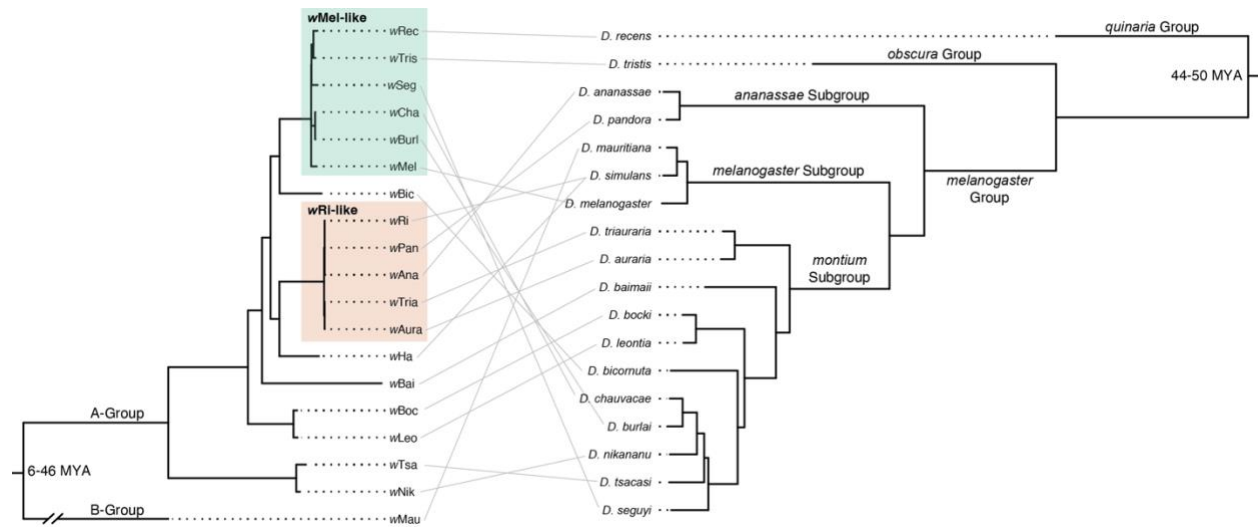 wMel-like
wRec
wTris
wSeg
wCha
wBurl
wMel
wBic
wRi-like
wRi
wPan
wAna
wTria
wAura
wHa
wBai
A-Group
wBoc
wLeo
wTsa
6-46 MYA
wNik
B-Group
wMau
D. recens
D. tristis
D. ananassae
D. pandora
D. mauritiana
D. simulans
D. melanogaster
D. triauraria
D. auraria
D. baimaii
D. bocki
D. leontia
D. bicornuta
D. chauvacae
D. burlai
D. nikananu
D. tsacasi
D. seguyi
quinaria Group
obscura Group
44-50 MYA
ananassae Subgroup
melanogaster Subgroup
melanogaster
Group
montium
Subgroup